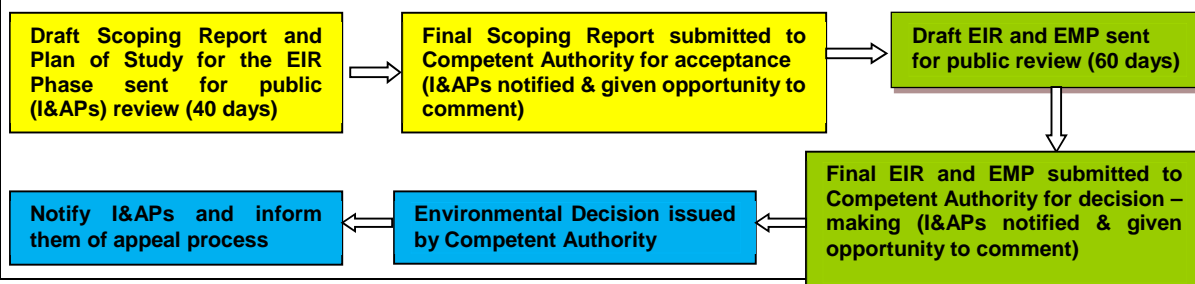 Draft Scoping Report and
Plan of Study for the EIR
Phase sent for public
(I&APs) review (40 days)
Final Scoping Report submitted to
Competent Authority for acceptance
(I&APs notified & given opportunity to
comment)
Draft EIR and EMP sent
for public review (60 days)
Final EIR and EMP submitted to
Competent Authority for decision –
making (I&APs notified & given
opportunity to comment)
Environmental Decision issued
by Competent Authority
Notify I&APs and inform
them of appeal process